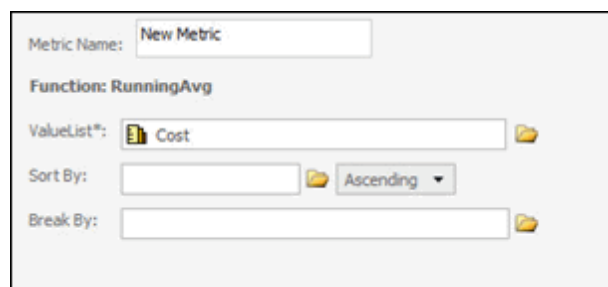 Metric Name: New Metric
Function: RunningAvg
ValueList*: Cost
Sort By: Ascending
Break By: